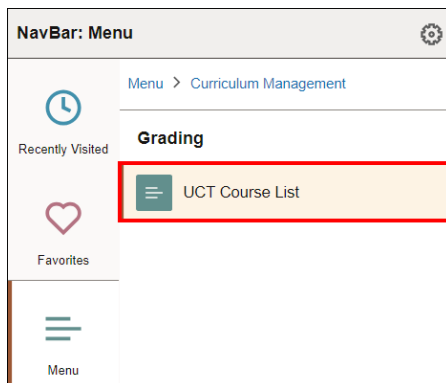 NavBar: Menu
Menu > Curriculum Management
Recently Visited
Grading
UCT Course List
Favorites
Menu